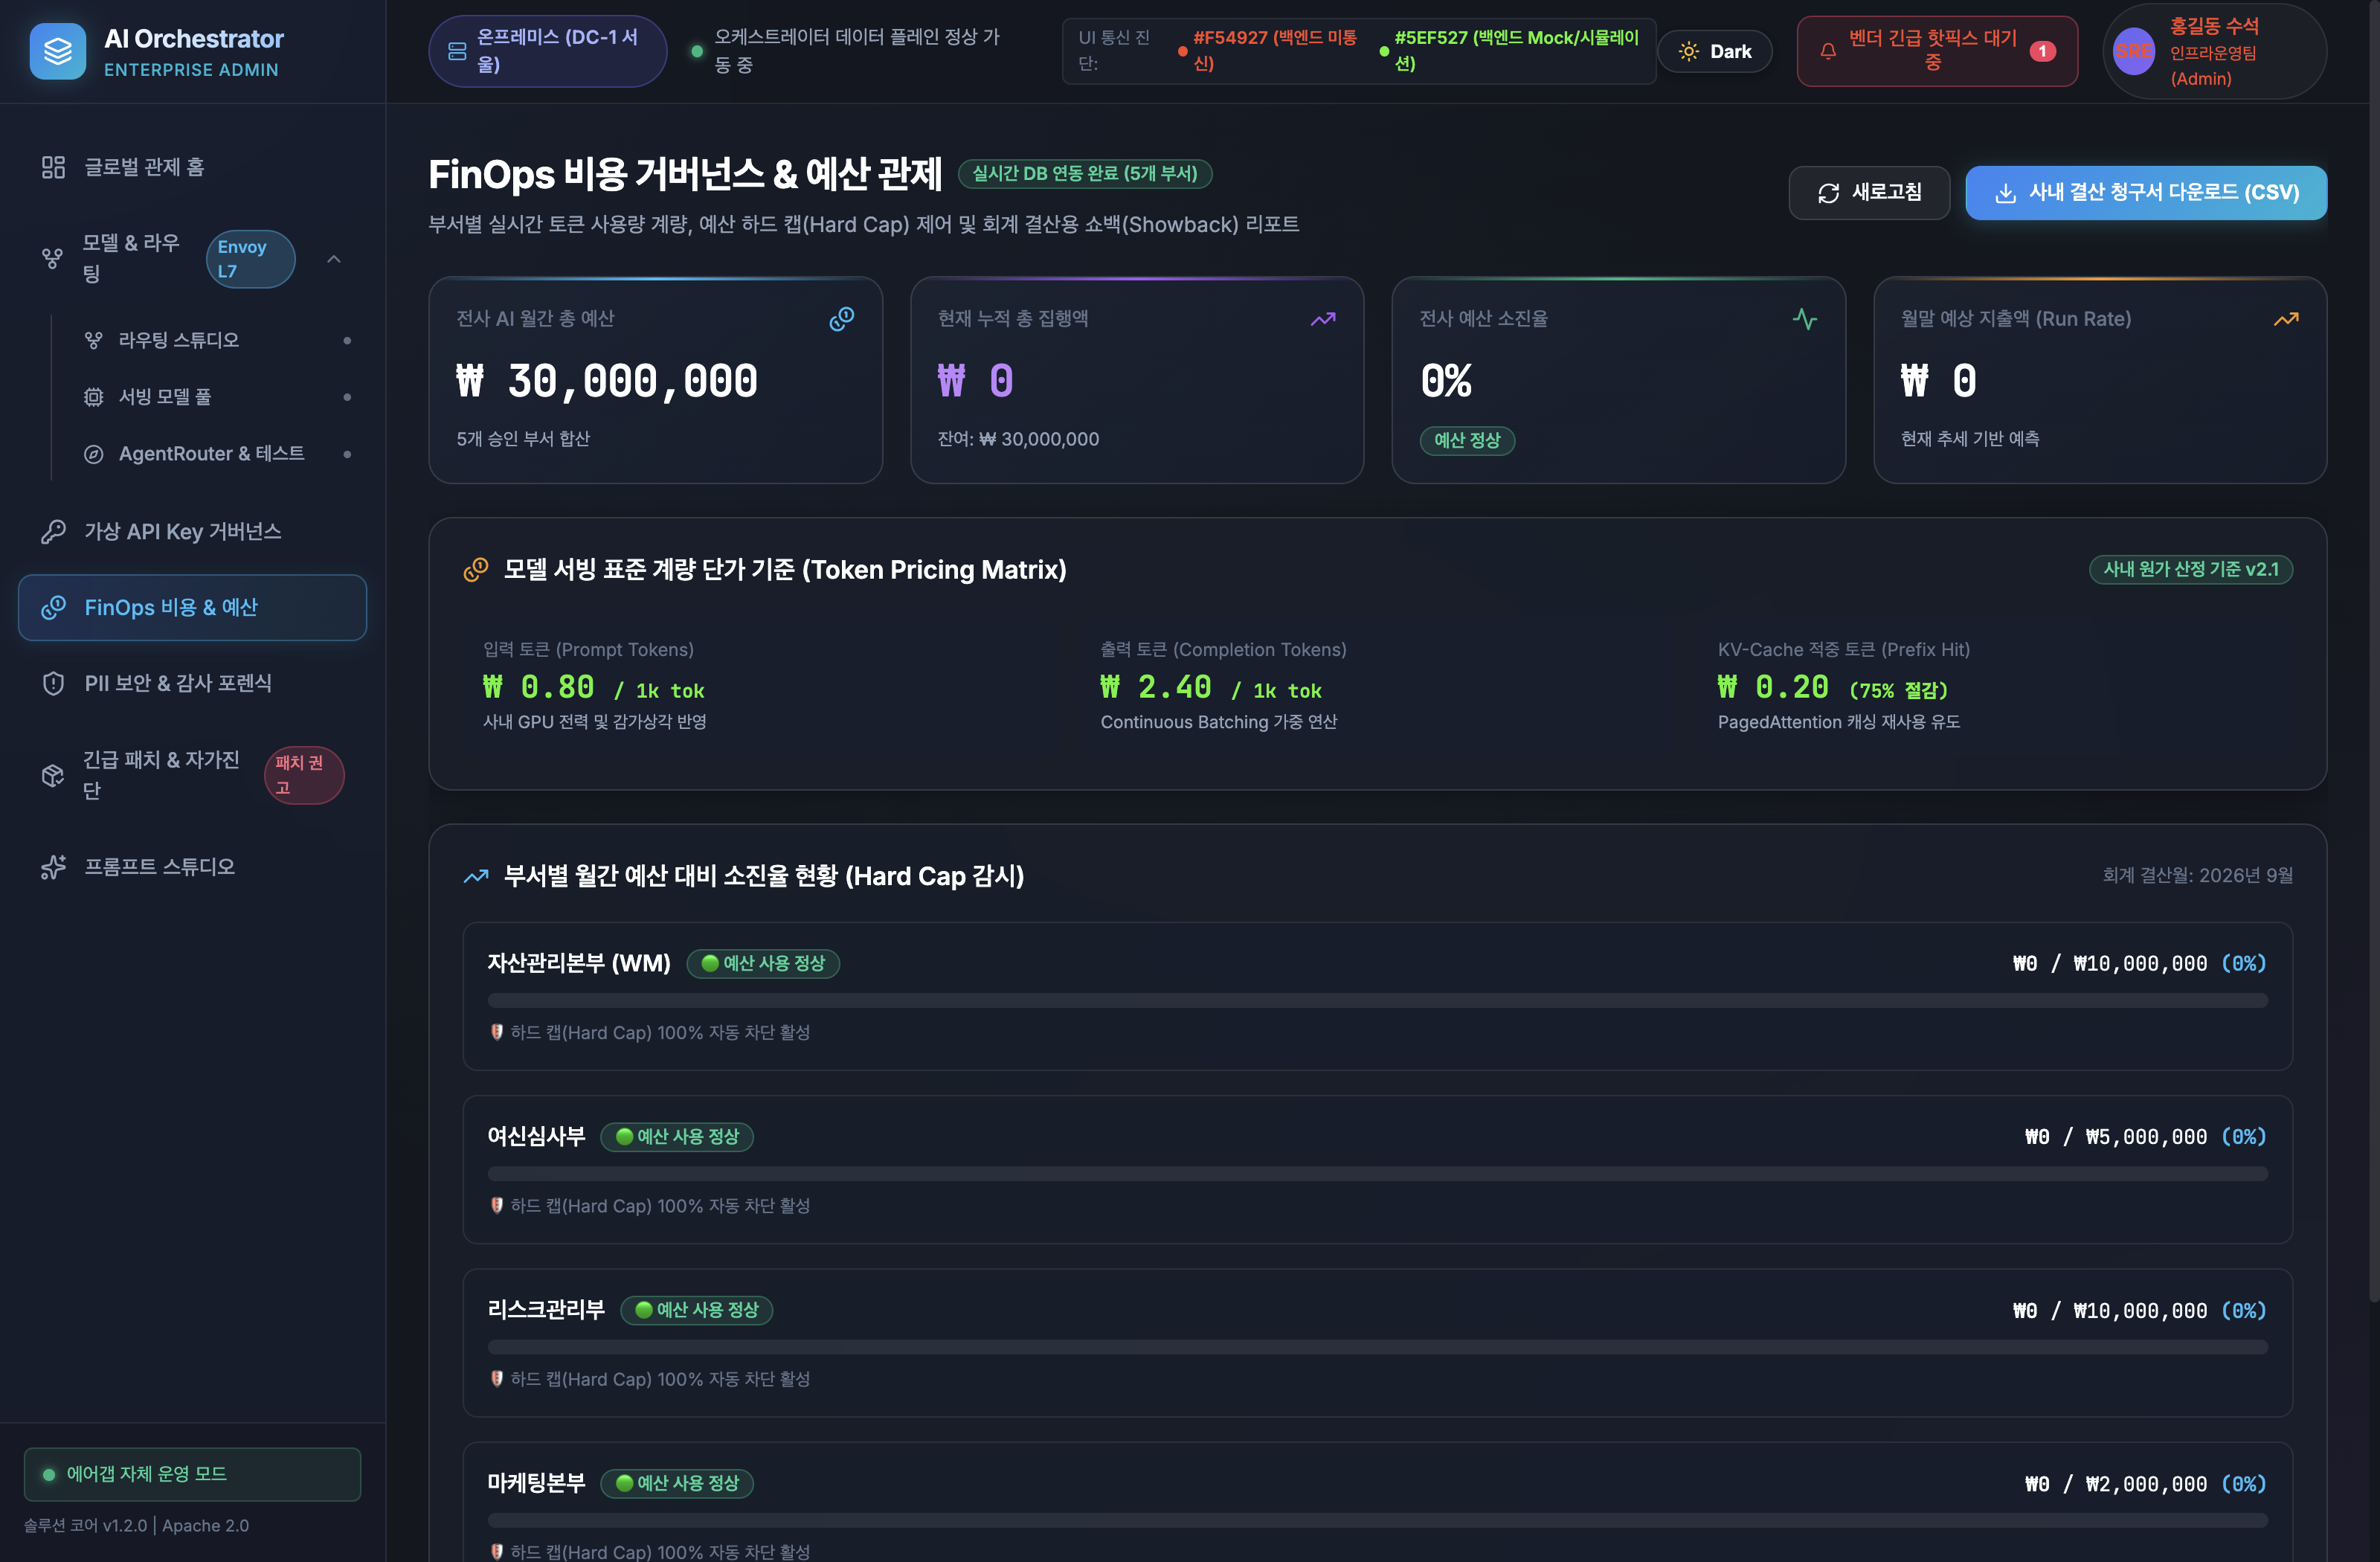 AI Orchestrator
ENTERPRISE ADMIN
글로벌 관제 홈
모델 & 라우
팅
Envoy
L7
라우팅 스튜디오
서빙 모델 풀
AgentRouter & 테스트
가상 API Key 거버넌스
FinOps 비용 & 예산
PII 보안 & 감사 포렌식
긴급 패치 & 자가진
단
패치 권
고
프롬프트 스튜디오
에어갭 자체 운영 모드
솔루션 코어 v1.2.0 | Apache 2.0
온프레미스 (DC-1 서
울)
오케스트레이터 데이터 플레인 정상 가
동 중
UI 통신 진
단:
#F54927 (백엔드 미통
신)
#5EF527 (백엔드 Mock/시뮬레이
션)
Dark
벤더 긴급 핫픽스 대기
중
1
SRE
홍길동 수석
인프라운영팀
(Admin)
FinOps 비용 거버넌스 & 예산 관제
실시간 DB 연동 완료 (5개 부서)
부서별 실시간 토큰 사용량 계량, 예산 하드 캡(Hard Cap) 제어 및 회계 결산용 쇼백(Showback) 리포트
새로고침
사내 결산 청구서 다운로드 (CSV)
전사 AI 월간 총 예산
₩ 30,000,000
5개 승인 부서 합산
현재 누적 총 집행액
₩ 0
잔여: ₩ 30,000,000
전사 예산 소진율
0%
예산 정상
월말 예상 지출액 (Run Rate)
₩ 0
현재 추세 기반 예측
모델 서빙 표준 계량 단가 기준 (Token Pricing Matrix)
사내 원가 산정 기준 v2.1
입력 토큰 (Prompt Tokens)
₩ 0.80 / 1k tok
사내 GPU 전력 및 감가상각 반영
출력 토큰 (Completion Tokens)
₩ 2.40 / 1k tok
Continuous Batching 가중 연산
KV-Cache 적중 토큰 (Prefix Hit)
₩ 0.20 (75% 절감)
PagedAttention 캐싱 재사용 유도
부서별 월간 예산 대비 소진율 현황 (Hard Cap 감시)
회계 결산월: 2026년 9월
자산관리본부 (WM)
예산 사용 정상
₩0 / ₩10,000,000 (0%)
하드 캡(Hard Cap) 100% 자동 차단 활성
여신심사부
예산 사용 정상
₩0 / ₩5,000,000 (0%)
하드 캡(Hard Cap) 100% 자동 차단 활성
리스크관리부
예산 사용 정상
₩0 / ₩10,000,000 (0%)
하드 캡(Hard Cap) 100% 자동 차단 활성
마케팅본부
예산 사용 정상
₩0 / ₩2,000,000 (0%)
하드 캡(Hard Cap) 100% 자동 차단 활성